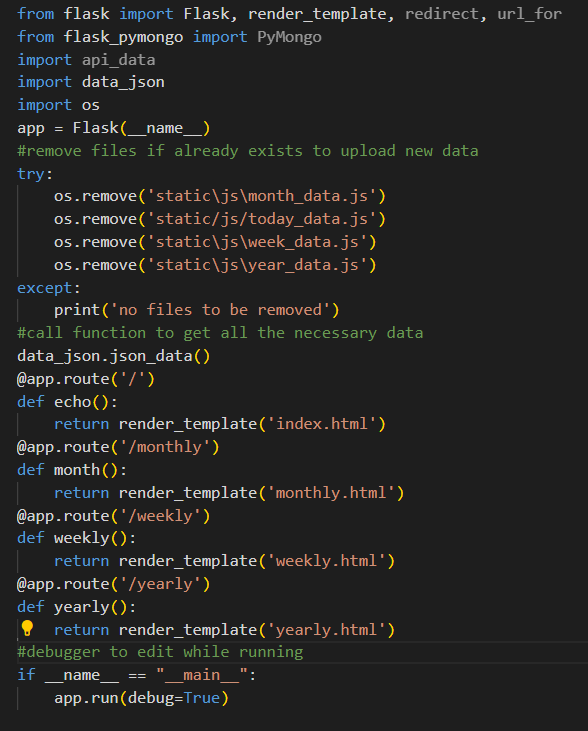 from flask import Flask, render_template, redirect, url_for
from flask_pymongo import PyMongo
import api_data
import data_json
import os
app = Flask(__name__)
#remove files if already exists to upload new data
try:
    os.remove('static\js\month_data.js')
    os.remove('static/js/today_data.js')
    os.remove('static\js\week_data.js')
    os.remove('static\js\year_data.js')
except:
    print('no files to be removed')
#call function to get all the necessary data
data_json.json_data()
@app.route('/')
def echo():
    return render_template('index.html')
@app.route('/monthly')
def month():
    return render_template('monthly.html')
@app.route('/weekly')
def weekly():
    return render_template('weekly.html')
@app.route('/yearly')
def yearly():
    return render_template('yearly.html')
#debugger to edit while running
if __name__ == "__main__":
    app.run(debug=True)